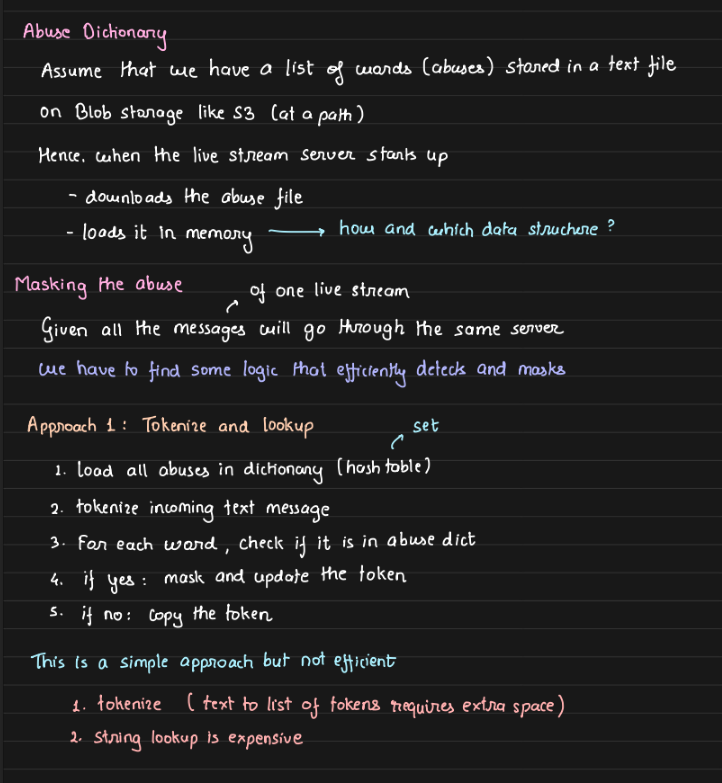 Abuse Dictionary
Assume that we have a list of words (abuses) stored in a text file
on Blob storage like S3 (at a path)
Hence, when the live stream server starts up
- downloads the abuse file
- loads it in memory → how and which data structure ?
Masking the abuse
of one live stream
Given all the messages will go through the same server
we have to find some logic that efficiently detects and masks
Approach 1: Tokenize and lookup
set
1. load all abuses in dictionary (hash table)
2. tokenize incoming text message
3. For each word, check if it is in abuse dict
4. if yes: mask and update the token
5. if no: copy the token
This is a simple approach but not efficient
1. tokenize (text to list of tokens requires extra space)
2. string lookup is expensive